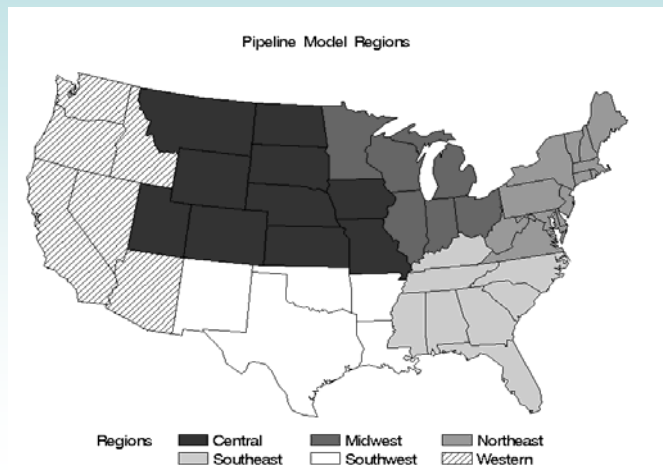 Pipeline Model Regions
Regions Central Midwest Northeast
Southeast Southwest Western